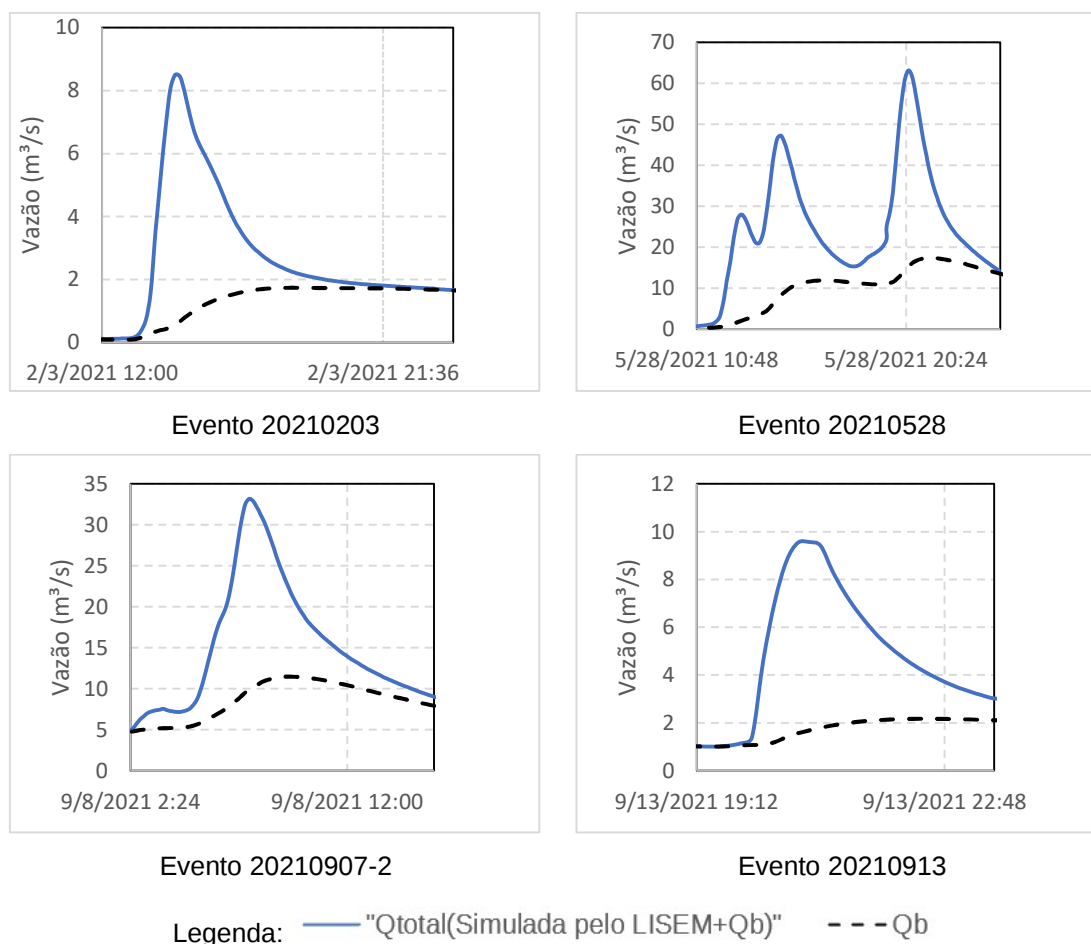 Vazão (m³/s)
10
8
6
4
2
0
2/3/2021 12:00 2/3/2021 21:36
Evento 20210203
Vazão (m³/s)
70
60
50
40
30
20
10
0
5/28/2021 10:48 5/28/2021 20:24
Evento 20210528
Vazão (m³/s)
35
30
25
20
15
10
5
0
9/8/2021 2:24 9/8/2021 12:00
Evento 20210907-2
Vazão (m³/s)
12
10
8
6
4
2
0
9/13/2021 19:12 9/13/2021 22:48
Evento 20210913
Legenda: "Qtotal(Simulada pelo LISEM+Qb)" Qb